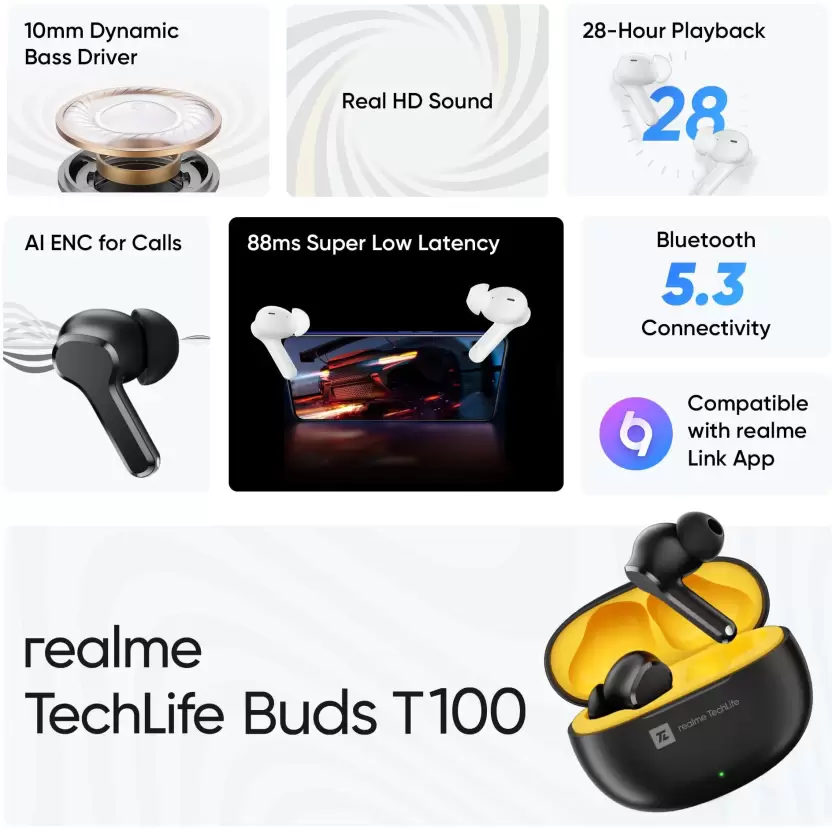 10mm Dynamic
Bass Driver
Real HD Sound
28-Hour Playback
28
AI ENC for Calls
88ms Super Low Latency
Bluetooth
5.3
Connectivity
Compatible
with realme
Link App
realme
TechLife Buds T100
TL
realme TechLife